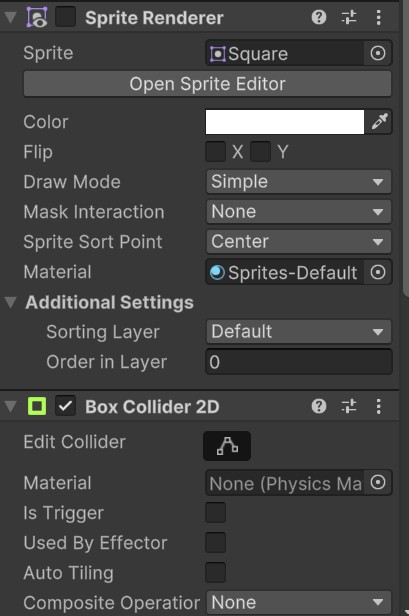 Sprite Renderer
Sprite Square
Open Sprite Editor
Color
Flip X Y
Draw Mode Simple
Mask Interaction None
Sprite Sort Point Center
Material Sprites-Default
Additional Settings
Sorting Layer Default
Order in Layer 0
Box Collider 2D
Edit Collider
Material None (Physics Ma
Is Trigger
Used By Effector
Auto Tiling
Composite Operation None